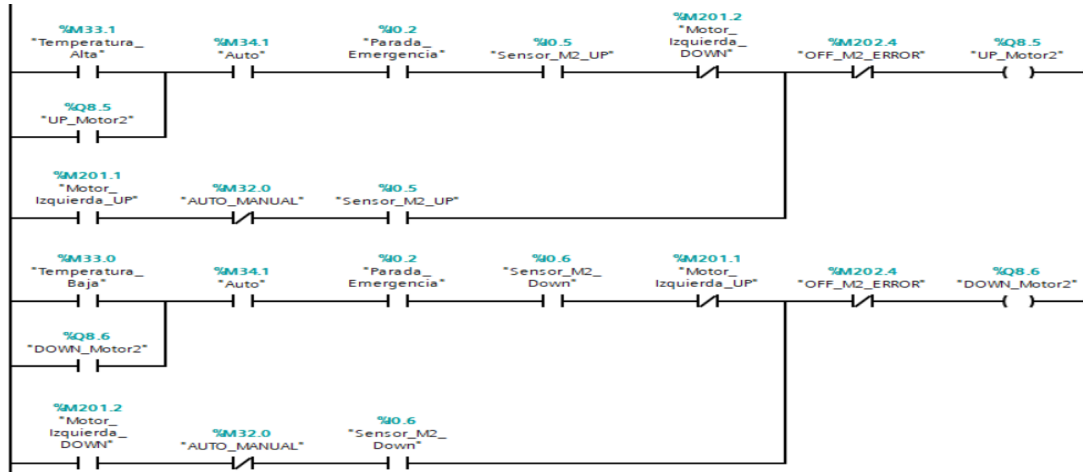 %M33.1
"Temperatura_
Alta"
%M34.1
"Auto"
%I0.2
"Parada_
Emergencia"
%I0.5
"Sensor_M2_UP"
%M201.2
"Motor_
Izquierda_
DOWN"
%M202.4
"OFF_M2_ERROR"
%Q8.5
"UP_Motor2"
%Q8.5
"UP_Motor2"
%M201.1
"Motor_
Izquierda_UP"
%M32.0
"AUTO_MANUAL"
%I0.5
"Sensor_M2_UP"
%M33.0
"Temperatura_
Baja"
%M34.1
"Auto"
%I0.2
"Parada_
Emergencia"
%I0.6
"Sensor_M2_
Down"
%M201.1
"Motor_
Izquierda_UP"
%M202.4
"OFF_M2_ERROR"
%Q8.6
"DOWN_Motor2"
%Q8.6
"DOWN_Motor2"
%M201.2
"Motor_
Izquierda_
DOWN"
%M32.0
"AUTO_MANUAL"
%I0.6
"Sensor_M2_
Down"